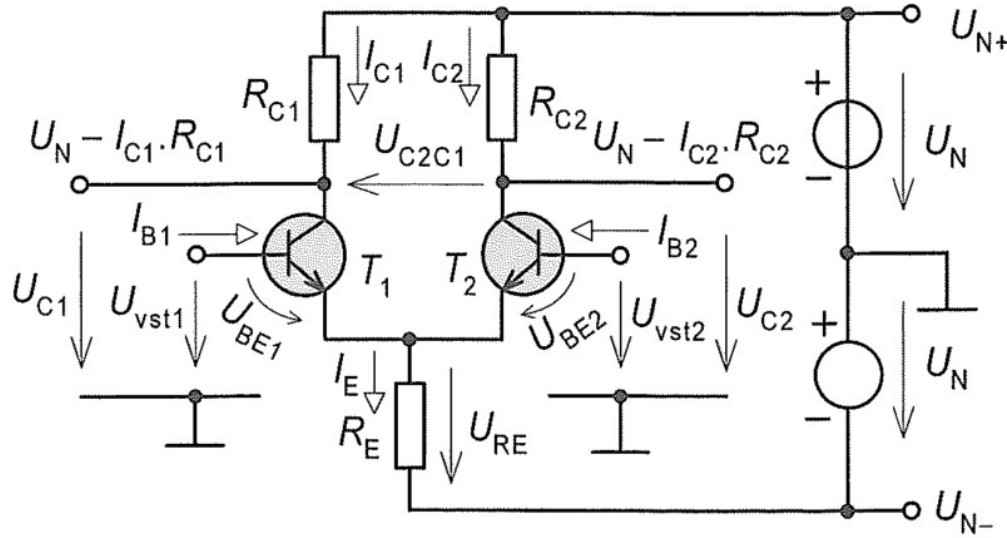 U_N+
I_C1
I_C2
R_C1
R_C2
+
U_N − I_C1.R_C1
U_C2C1
U_N − I_C2.R_C2
U_N
−
I_B1
I_B2
T_1
T_2
U_C1
U_vst1
U_BE1
U_BE2
U_vst2
U_C2
+
I_E
U_N
R_E
U_RE
−
U_N−